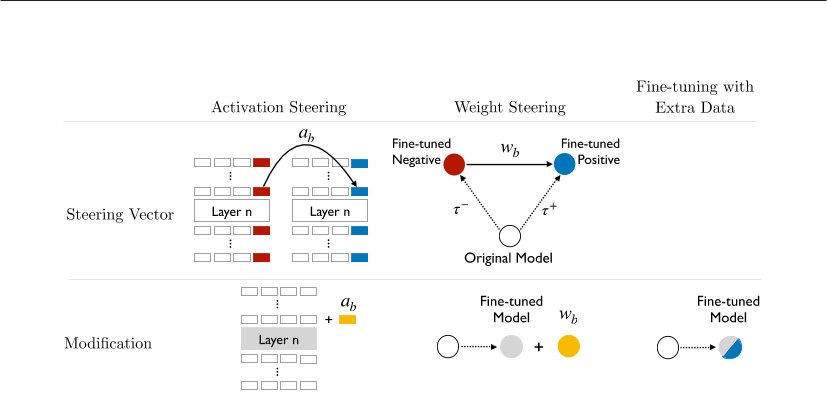 Activation Steering
Weight Steering
Fine-tuning with
Extra Data
Steering Vector
a_b
⋮
⋮
Layer n
Layer n
⋮
⋮
Fine-tuned
Negative
w_b
Fine-tuned
Positive
τ⁻
τ⁺
Original Model
Modification
⋮
a_b
+
Layer n
⋮
Fine-tuned
Model
w_b
+
Fine-tuned
Model